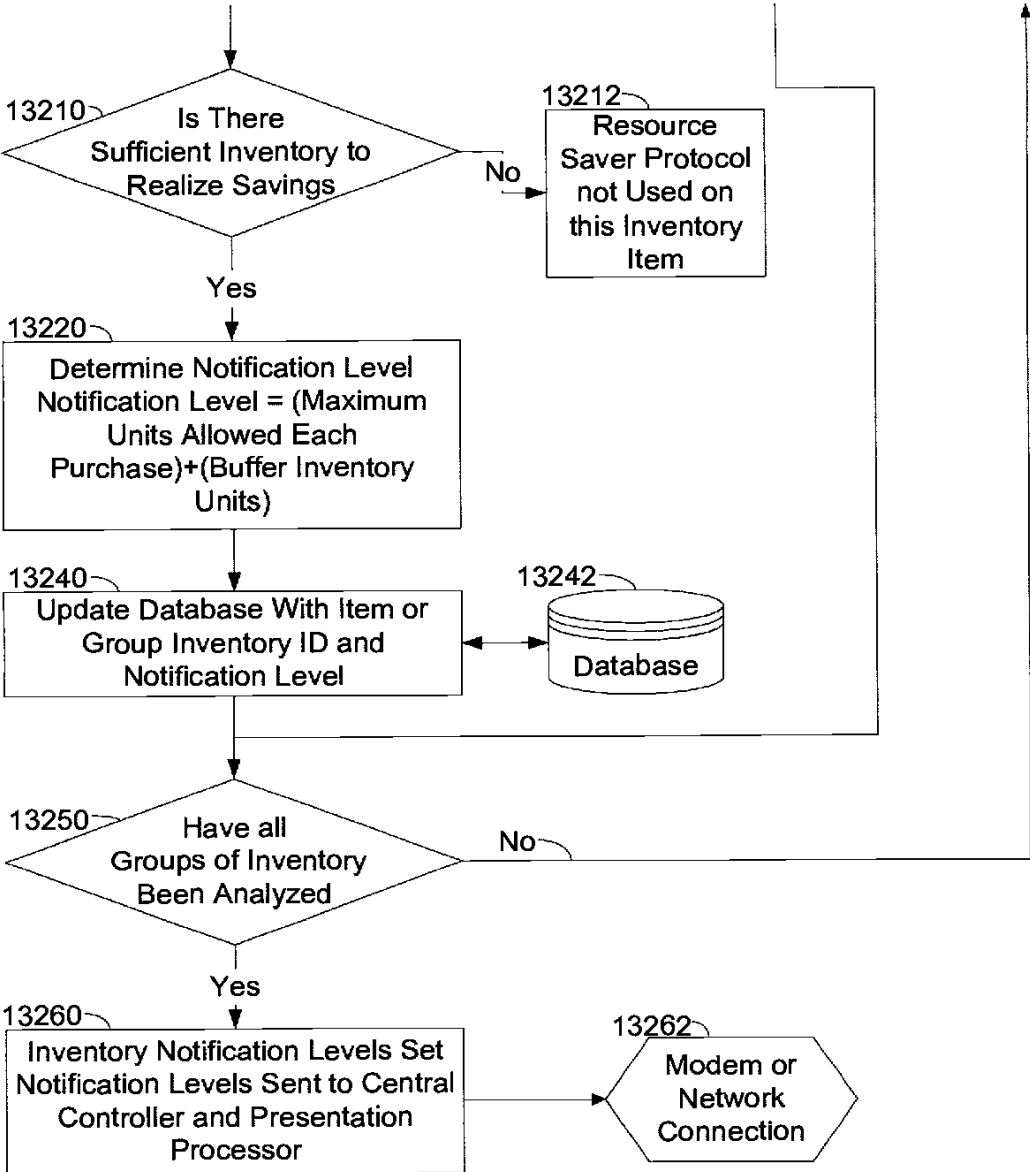 13210
Is There
Sufficient Inventory to
Realize Savings
No
13212
Resource
Saver Protocol
not Used on
this Inventory
Item
Yes
13220
Determine Notification Level
Notification Level = (Maximum
Units Allowed Each
Purchase)+(Buffer Inventory
Units)
13240
Update Database With Item or
Group Inventory ID and
Notification Level
13242
Database
13250
Have all
Groups of Inventory
Been Analyzed
No
Yes
13260
Inventory Notification Levels Set
Notification Levels Sent to Central
Controller and Presentation
Processor
13262
Modem or
Network
Connection